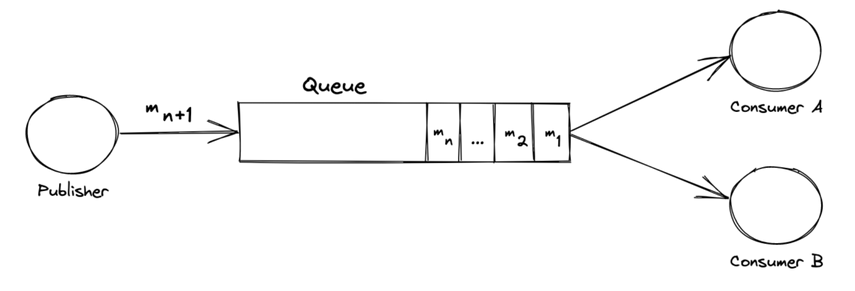 Queue
m n+1
m n
...
m 2
m 1
Publisher
Consumer A
Consumer B